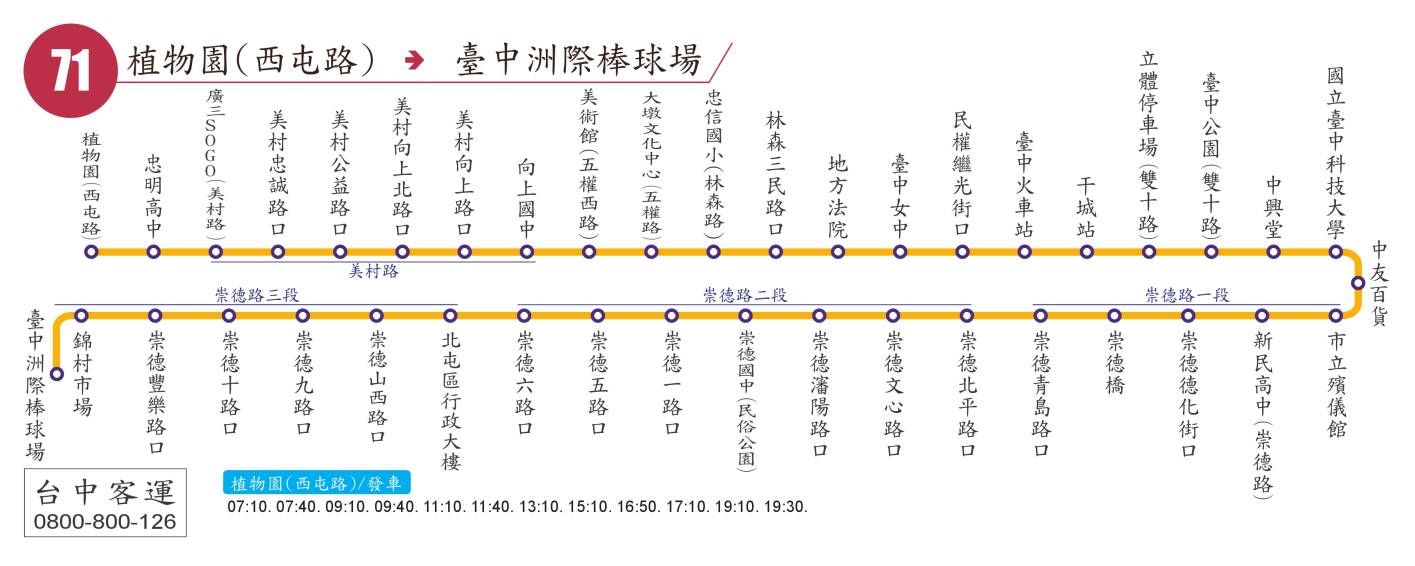 71 植物園(西屯路) → 臺中洲際棒球場
植物園(西屯路)
忠明高中
廣三SOGO(美村路)
美村忠誠路口
美村公益路口
美村向上北路口
美村向上路口
向上國中
美術館(五權西路)
大墩文化中心(五權路)
忠信國小(林森路)
林森三民路口
地方法院
臺中女中
民權繼光街口
臺中火車站
干城站
立體停車場(雙十路)
臺中公園(雙十路)
中興堂
國立臺中科技大學
中友百貨
美村路
崇德路三段
崇德路二段
崇德路一段
臺中洲際棒球場
錦村市場
崇德豐樂路口
崇德十路口
崇德九路口
崇德山西路口
北屯區行政大樓
崇德六路口
崇德五路口
崇德一路口
崇德國中(民俗公園)
崇德瀋陽路口
崇德文心路口
崇德北平路口
崇德青島路口
崇德橋
崇德德化街口
新民高中(崇德路)
市立殯儀館
台中客運
0800-800-126
植物園(西屯路)/發車
07:10. 07:40. 09:10. 09:40. 11:10. 11:40. 13:10. 15:10. 16:50. 17:10. 19:10. 19:30.